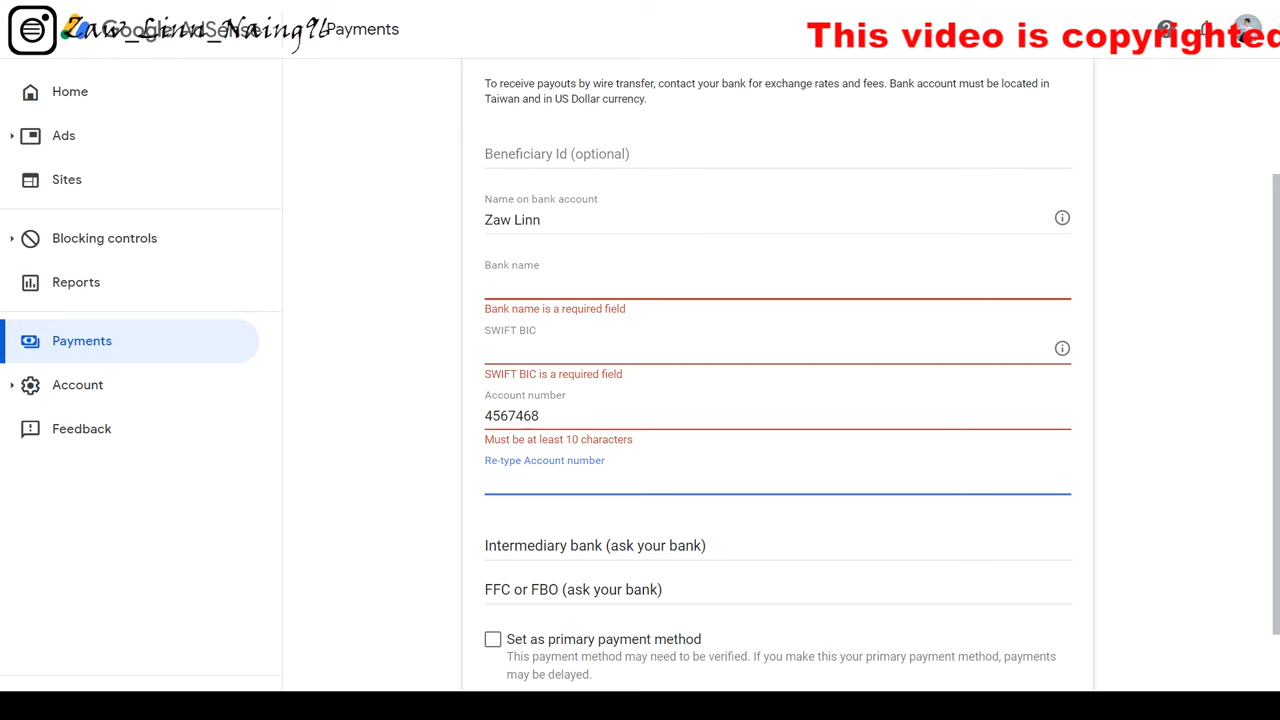 Zaw_Linn_Naing96
Google AdSense
Payments
This video is copyrighted
Home
Ads
Sites
Blocking controls
Reports
Payments
Account
Feedback
To receive payouts by wire transfer, contact your bank for exchange rates and fees. Bank account must be located in
Taiwan and in US Dollar currency.
Beneficiary Id (optional)
Name on bank account
Zaw Linn
Bank name
Bank name is a required field
SWIFT BIC
SWIFT BIC is a required field
Account number
4567468
Must be at least 10 characters
Re-type Account number
Intermediary bank (ask your bank)
FFC or FBO (ask your bank)
Set as primary payment method
This payment method may need to be verified. If you make this your primary payment method, payments
may be delayed.